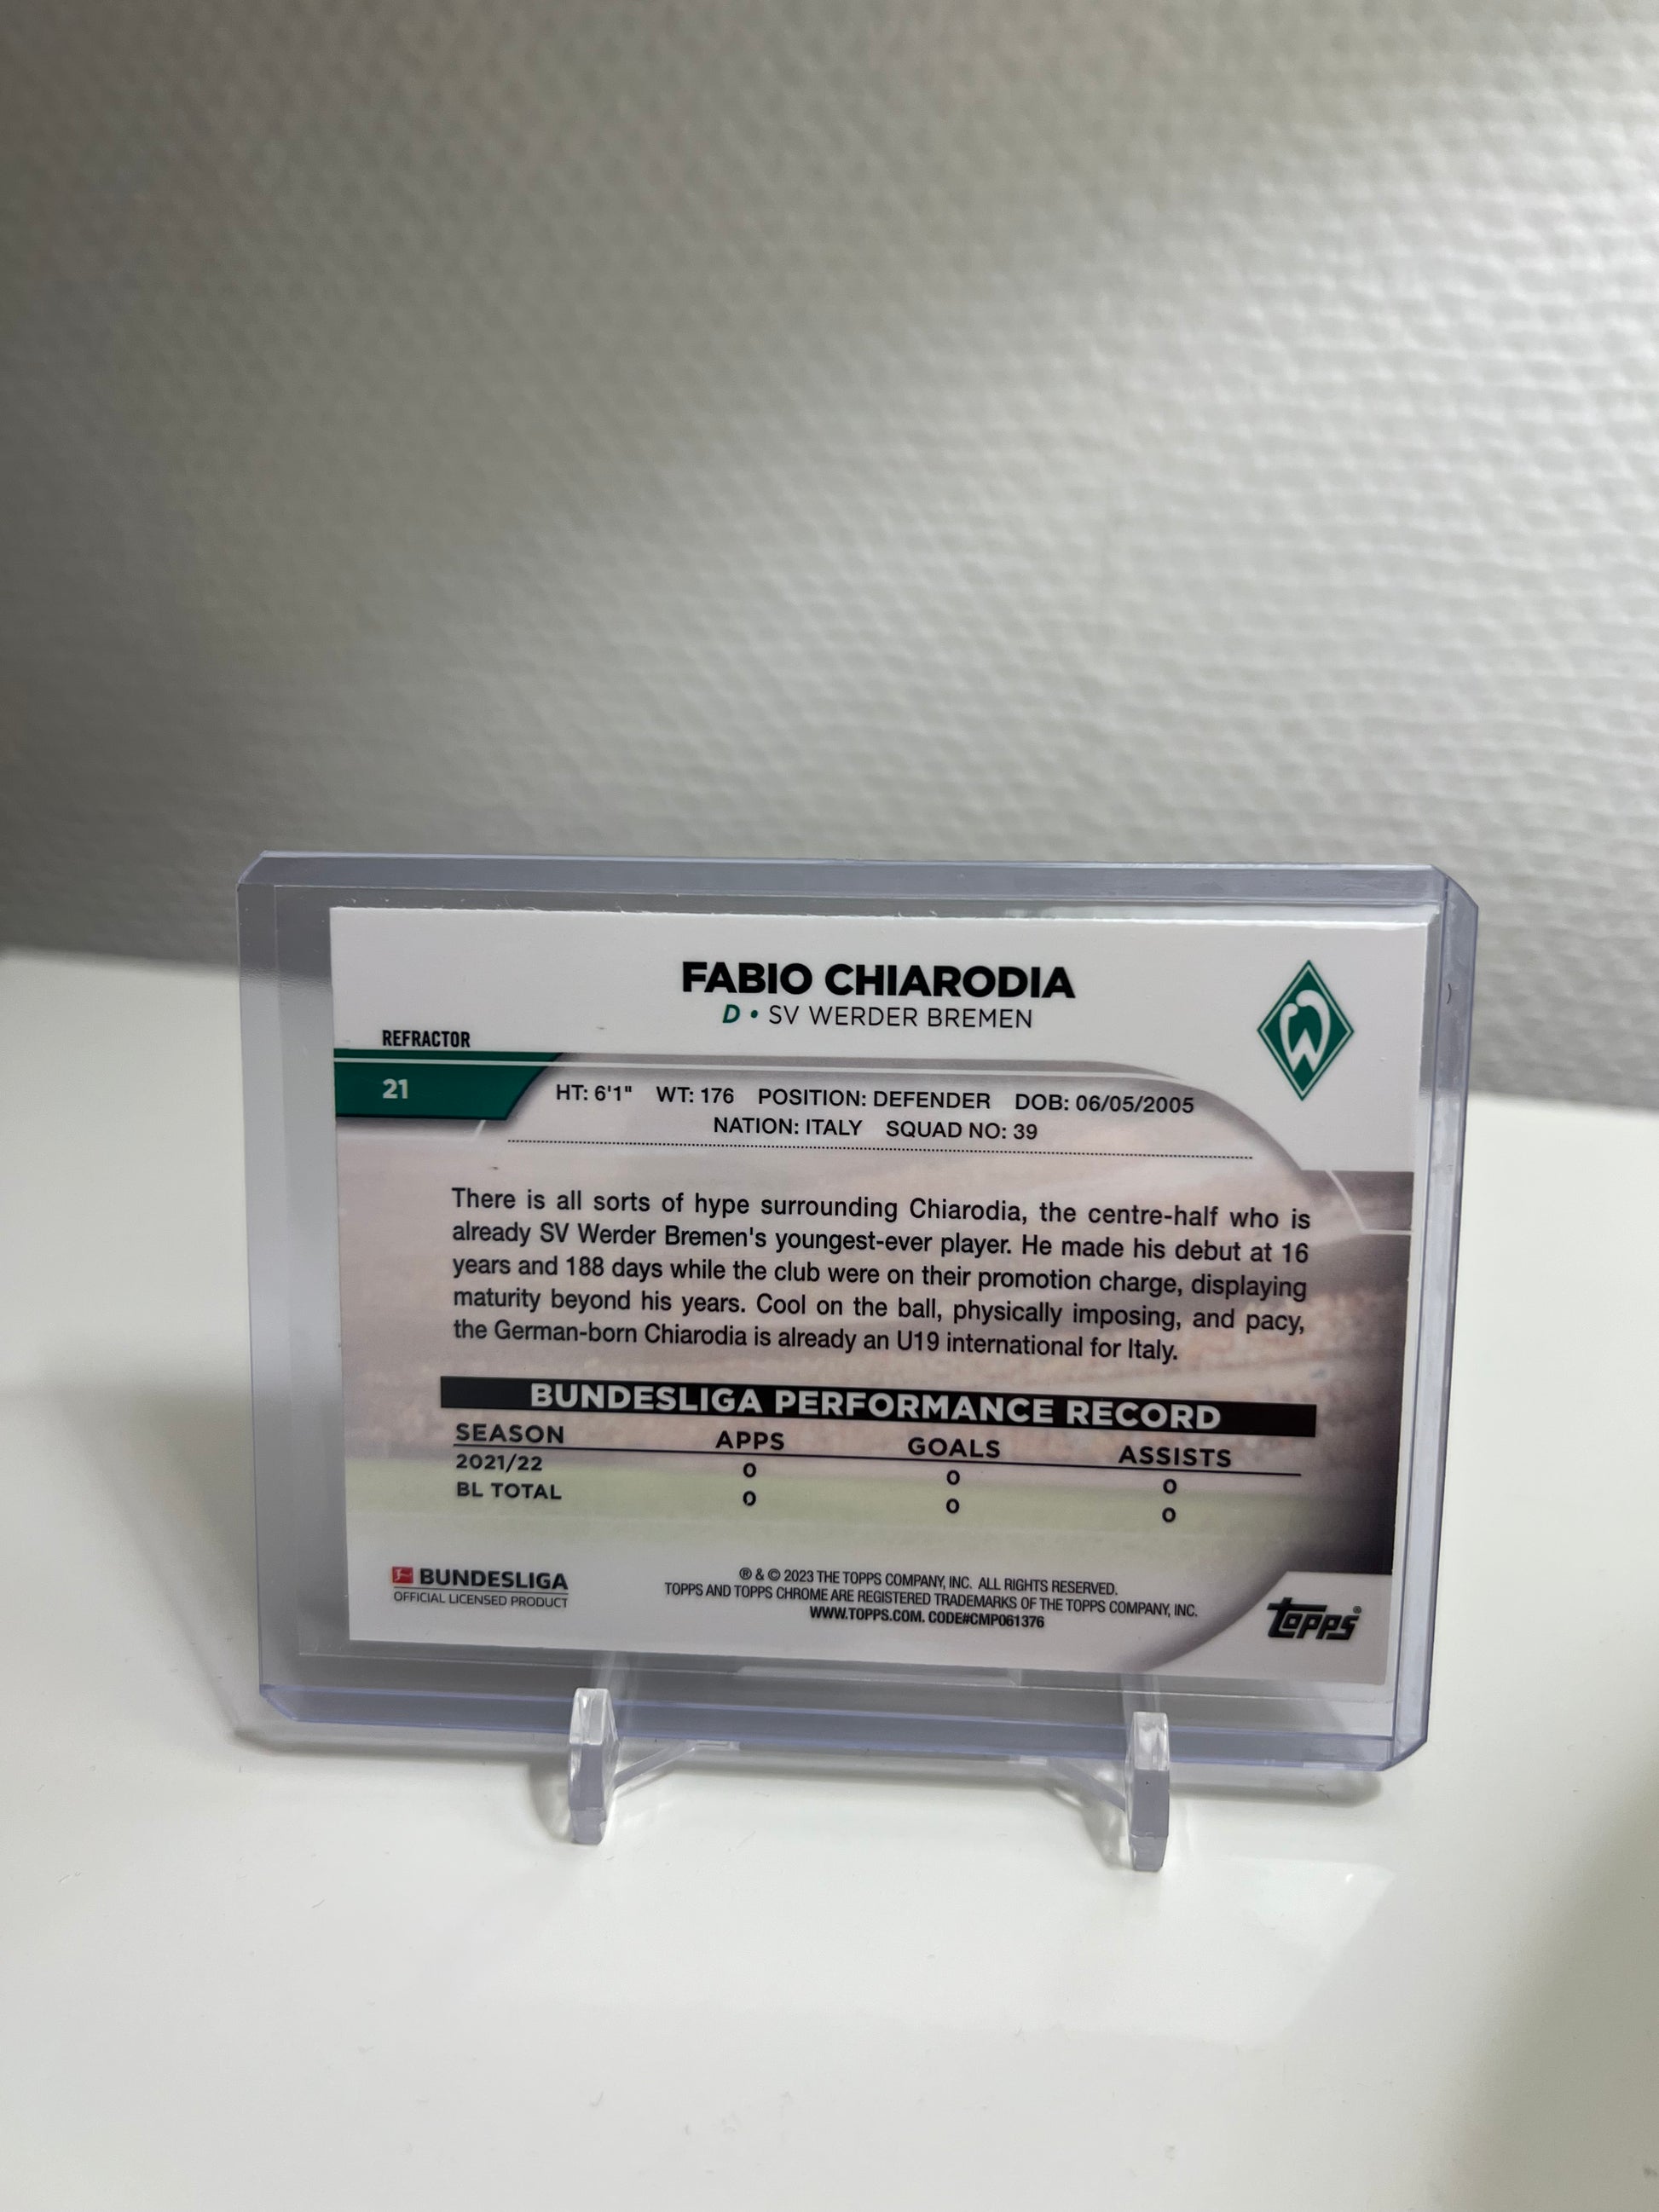 FABIO CHIARODIA
D • SV WERDER BREMEN
REFRACTOR
21
HT: 6'1" WT: 176 POSITION: DEFENDER DOB: 06/05/2005
NATION: ITALY SQUAD NO: 39
There is all sorts of hype surrounding Chiarodia, the centre-half who is
already SV Werder Bremen's youngest-ever player. He made his debut at 16
years and 188 days while the club were on their promotion charge, displaying
maturity beyond his years. Cool on the ball, physically imposing, and pacy,
the German-born Chiarodia is already an U19 international for Italy.
BUNDESLIGA PERFORMANCE RECORD
SEASON APPS GOALS ASSISTS
2021/22 0 0 0
BL TOTAL 0 0 0
BUNDESLIGA
OFFICIAL LICENSED PRODUCT
® & © 2023 THE TOPPS COMPANY, INC. ALL RIGHTS RESERVED.
TOPPS AND TOPPS CHROME ARE REGISTERED TRADEMARKS OF THE TOPPS COMPANY, INC.
WWW.TOPPS.COM. CODE#CMP061376
topps®